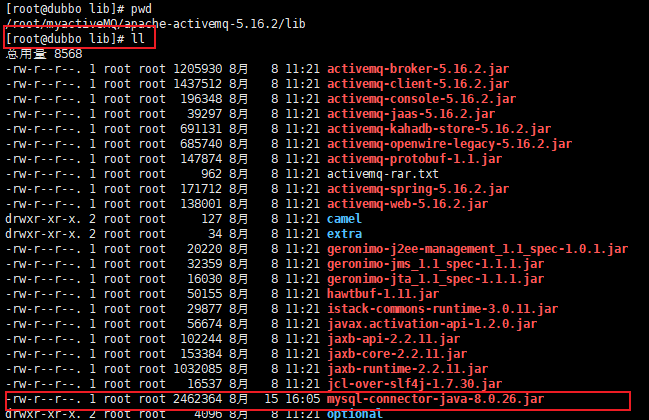 [root@dubbo lib]# pwd
/root/myactiveMQ/apache-activemq-5.16.2/lib
[root@dubbo lib]# ll
总用量 8568
-rw-r--r--. 1 root root 1205930 8月   8 11:21 activemq-broker-5.16.2.jar
-rw-r--r--. 1 root root 1437512 8月   8 11:21 activemq-client-5.16.2.jar
-rw-r--r--. 1 root root  196348 8月   8 11:21 activemq-console-5.16.2.jar
-rw-r--r--. 1 root root   39297 8月   8 11:21 activemq-jaas-5.16.2.jar
-rw-r--r--. 1 root root  691131 8月   8 11:21 activemq-kahadb-store-5.16.2.jar
-rw-r--r--. 1 root root  685740 8月   8 11:21 activemq-openwire-legacy-5.16.2.jar
-rw-r--r--. 1 root root  147874 8月   8 11:21 activemq-protobuf-1.1.jar
-rw-r--r--. 1 root root     962 8月   8 11:21 activemq-rar.txt
-rw-r--r--. 1 root root  171712 8月   8 11:21 activemq-spring-5.16.2.jar
-rw-r--r--. 1 root root  138001 8月   8 11:21 activemq-web-5.16.2.jar
drwxr-xr-x. 2 root root     127 8月   8 11:21 camel
drwxr-xr-x. 2 root root      34 8月   8 11:21 extra
-rw-r--r--. 1 root root   20220 8月   8 11:21 geronimo-j2ee-management_1.1_spec-1.0.1.jar
-rw-r--r--. 1 root root   32359 8月   8 11:21 geronimo-jms_1.1_spec-1.1.1.jar
-rw-r--r--. 1 root root   16030 8月   8 11:21 geronimo-jta_1.1_spec-1.1.1.jar
-rw-r--r--. 1 root root   50155 8月   8 11:21 hawtbuf-1.11.jar
-rw-r--r--. 1 root root   29877 8月   8 11:21 istack-commons-runtime-3.0.11.jar
-rw-r--r--. 1 root root   56674 8月   8 11:21 javax.activation-api-1.2.0.jar
-rw-r--r--. 1 root root  102244 8月   8 11:21 jaxb-api-2.2.11.jar
-rw-r--r--. 1 root root  153384 8月   8 11:21 jaxb-core-2.2.11.jar
-rw-r--r--. 1 root root 1032085 8月   8 11:21 jaxb-runtime-2.2.11.jar
-rw-r--r--. 1 root root   16537 8月   8 11:21 jcl-over-slf4j-1.7.30.jar
-rw-r--r--. 1 root root 2462364 8月  15 16:05 mysql-connector-java-8.0.26.jar
drwxr-xr-x. 2 root root    4096 8月   8 11:21 optional